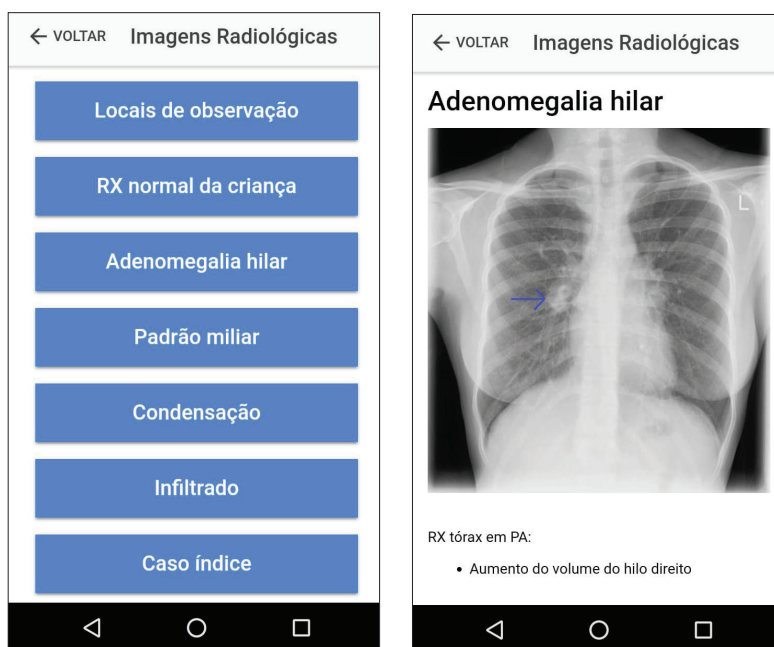 ← VOLTAR Imagens Radiológicas
Locais de observação
RX normal da criança
Adenomegalia hilar
Padrão miliar
Condensação
Infiltrado
Caso índice
← VOLTAR Imagens Radiológicas
Adenomegalia hilar
L
RX tórax em PA:
• Aumento do volume do hilo direito